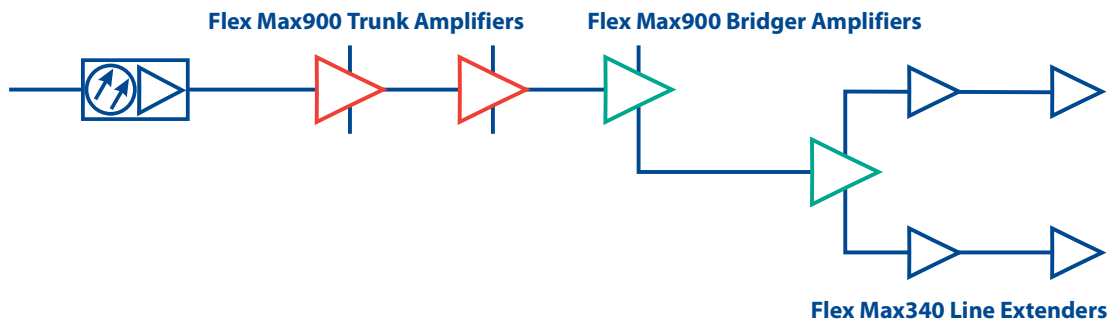 Flex Max900 Trunk Amplifiers
Flex Max900 Bridger Amplifiers
Flex Max340 Line Extenders